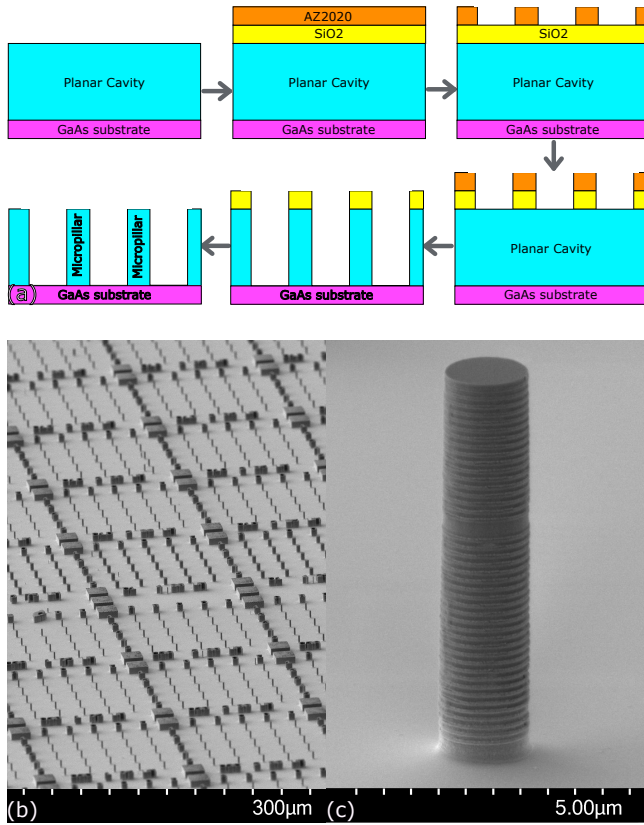 AZ2020
SiO2
SiO2
Planar Cavity
Planar Cavity
Planar Cavity
GaAs substrate
GaAs substrate
GaAs substrate
Micropillar
Micropillar
Planar Cavity
(a)
GaAs substrate
GaAs substrate
GaAs substrate
(b)
300μm
(c)
5.00μm